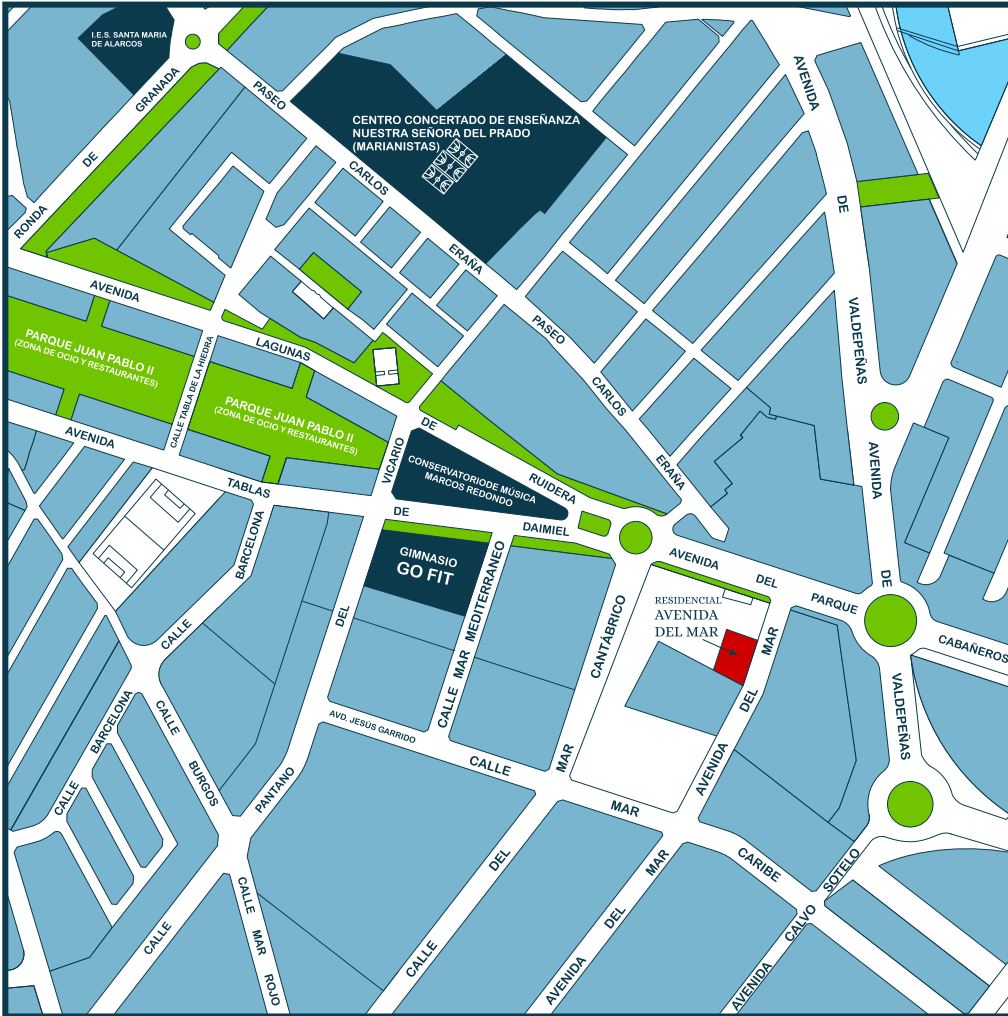 I.E.S. SANTA MARIA
DE ALARCOS
RONDA DE GRANADA
PASEO CARLOS ERAÑA
CENTRO CONCERTADO DE ENSEÑANZA
NUESTRA SEÑORA DEL PRADO
(MARIANISTAS)
AVENIDA DE VALDEPEÑAS
PASEO CARLOS ERAÑA
AVENIDA LAGUNAS DE RUIDERA
PARQUE JUAN PABLO II
(ZONA DE OCIO Y RESTAURANTES)
CALLE TABLA DE LA HIEDRA
PARQUE JUAN PABLO II
(ZONA DE OCIO Y RESTAURANTES)
AVENIDA TABLAS DE DAIMIEL
CONSERVATORIODE MÚSICA
MARCOS REDONDO
GIMNASIO
GO FIT
CALLE BARCELONA
CALLE BARCELONA
CALLE BURGOS
CALLE PANTANO DEL VICARIO
CALLE MAR MEDITERRANEO
AVD. JESÚS GARRIDO
CALLE MAR CARIBE
CALLE DEL MAR CANTÁBRICO
RESIDENCIAL
AVENIDA
DEL MAR
AVENIDA DEL MAR
AVENIDA DEL MAR
AVENIDA DEL PARQUE CABAÑEROS
AVENIDA DE VALDEPEÑAS
AVENIDA CALVO SOTELO
CALLE MAR ROJO